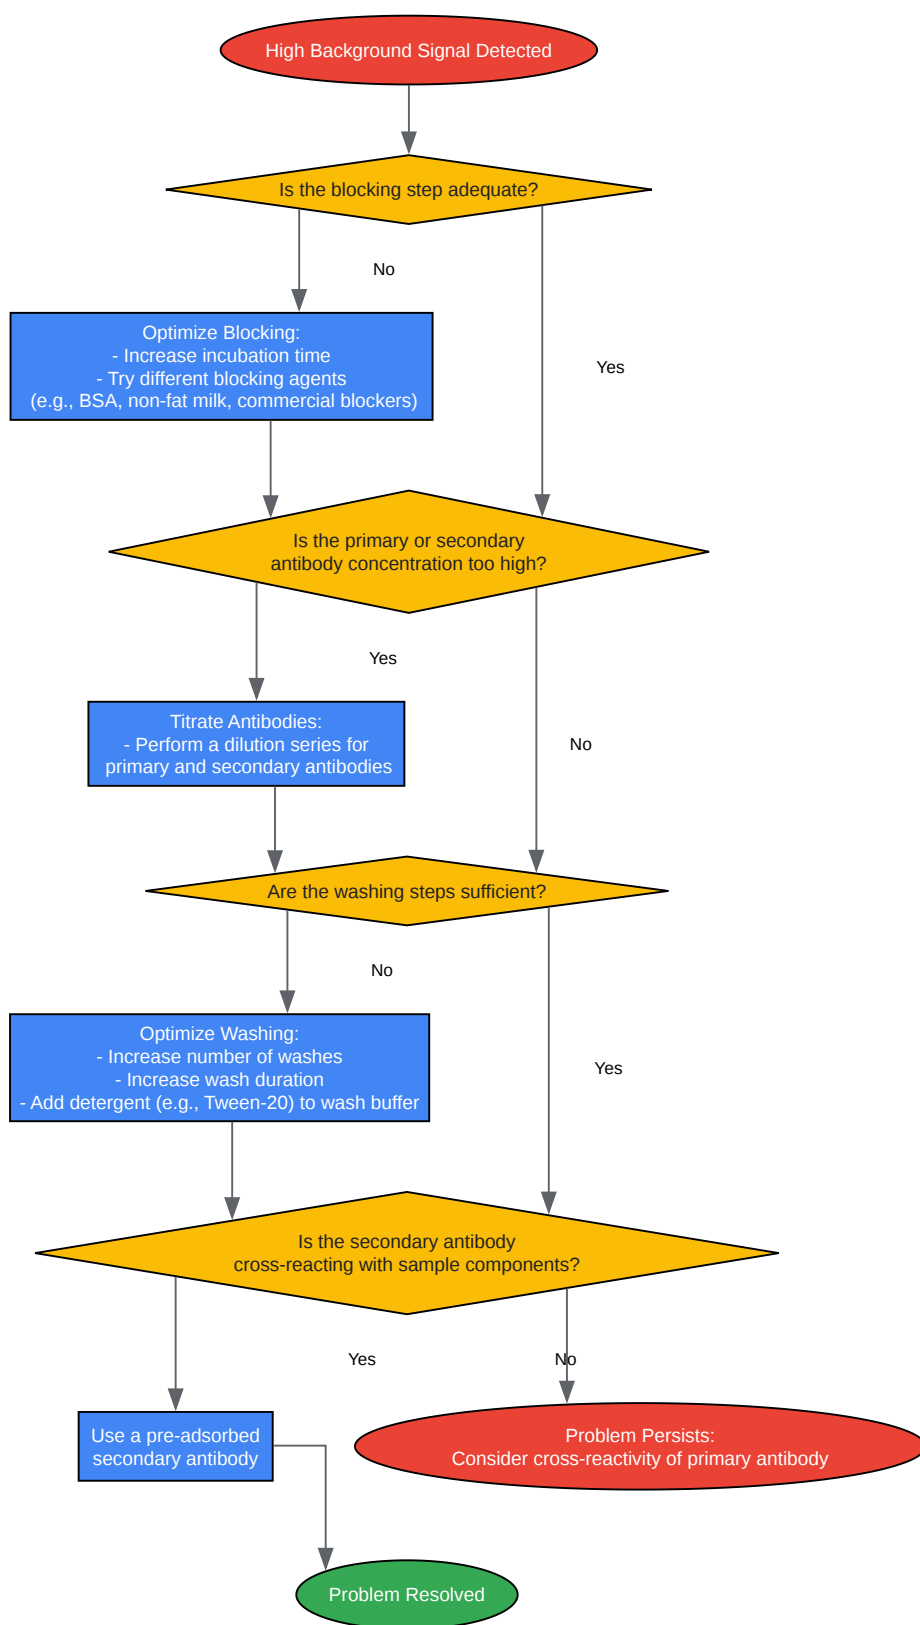 High Background Signal Detected
Is the blocking step adequate?
No
Optimize Blocking:
- Increase incubation time
- Try different blocking agents
(e.g., BSA, non-fat milk, commercial blockers)
Yes
Is the primary or secondary
antibody concentration too high?
Yes
Titrate Antibodies:
- Perform a dilution series for
primary and secondary antibodies
No
Are the washing steps sufficient?
No
Optimize Washing:
- Increase number of washes
- Increase wash duration
- Add detergent (e.g., Tween-20) to wash buffer
Yes
Is the secondary antibody
cross-reacting with sample components?
Yes
No
Use a pre-adsorbed
secondary antibody
Problem Persists:
Consider cross-reactivity of primary antibody
Problem Resolved